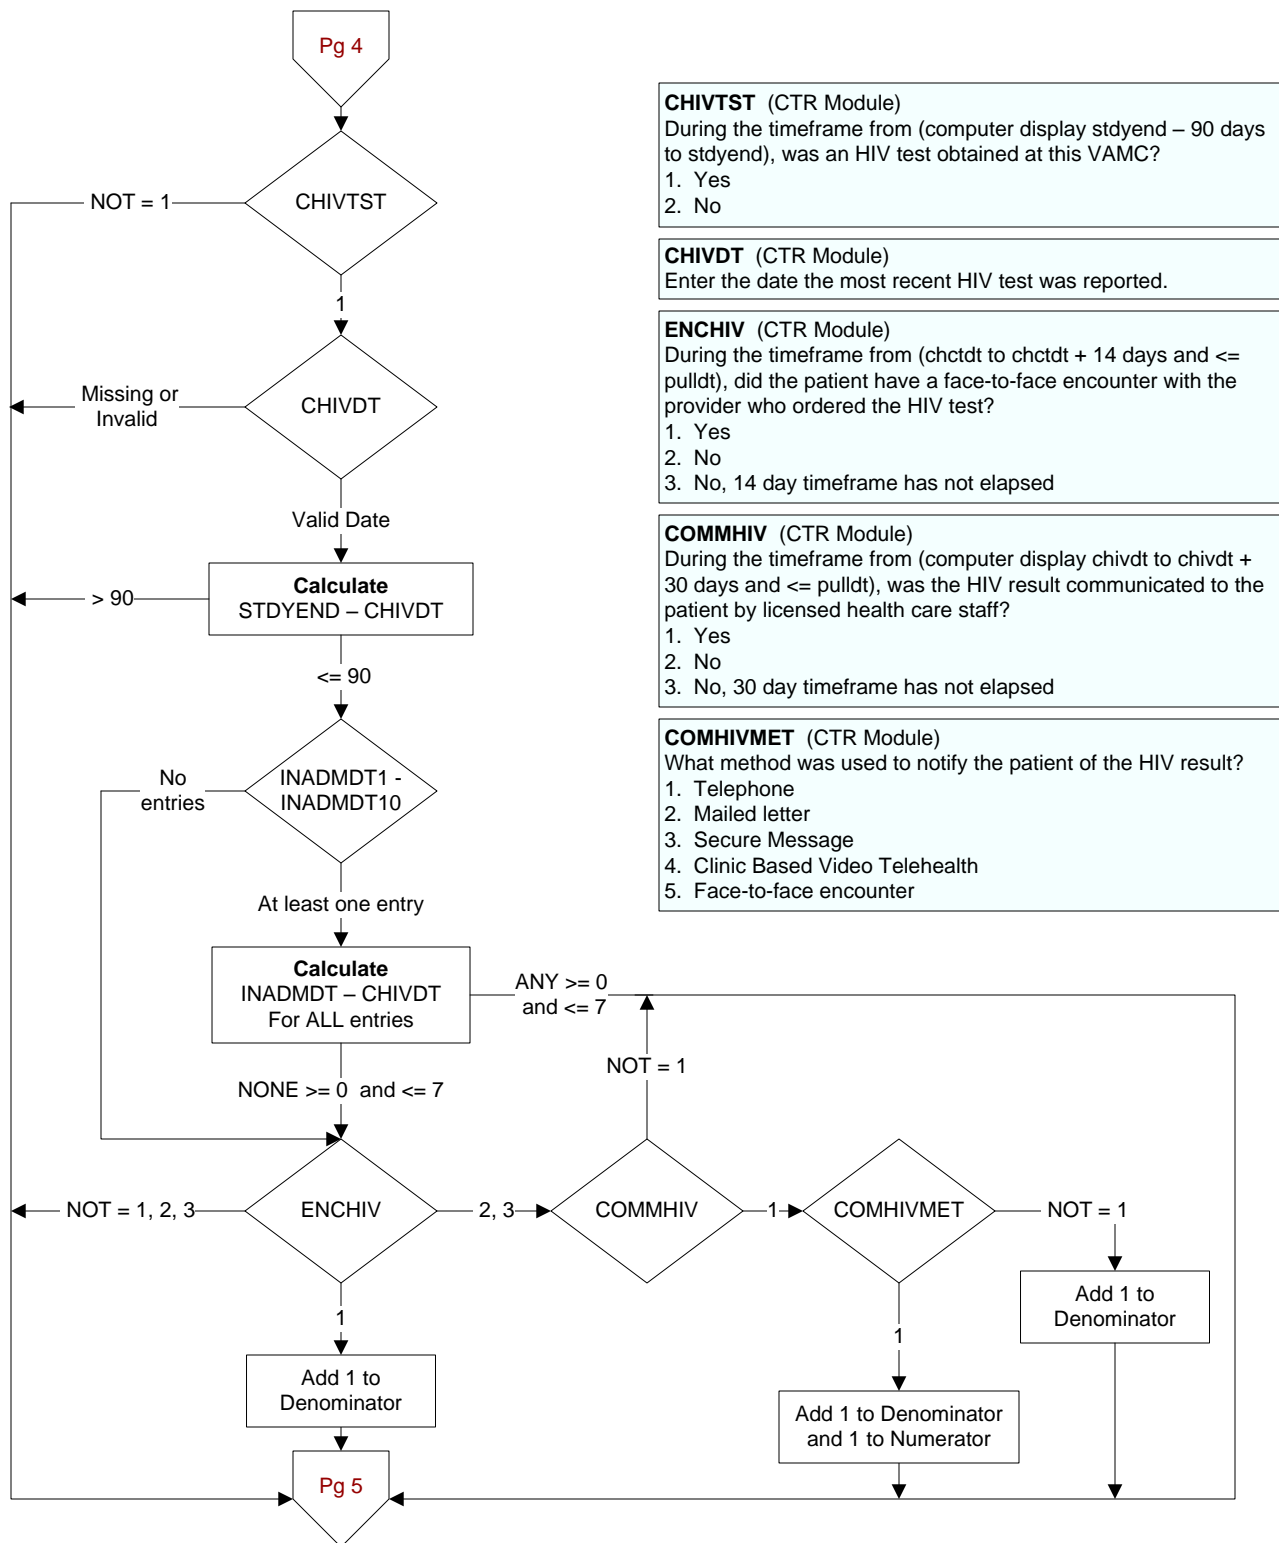 Pg 4
CHIVTST (CTR Module)
During the timeframe from (computer display stdyend – 90 days
to stdyend), was an HIV test obtained at this VAMC?
1. Yes
2. No
NOT = 1
CHIVTST
CHIVDT (CTR Module)
Enter the date the most recent HIV test was reported.
1
ENCHIV (CTR Module)
During the timeframe from (chctdt to chctdt + 14 days and <=
pulldt), did the patient have a face-to-face encounter with the
provider who ordered the HIV test?
1. Yes
2. No
3. No, 14 day timeframe has not elapsed
Missing or
Invalid
CHIVDT
Valid Date
COMMHIV (CTR Module)
During the timeframe from (computer display chivdt to chivdt +
30 days and <= pulldt), was the HIV result communicated to the
patient by licensed health care staff?
1. Yes
2. No
3. No, 30 day timeframe has not elapsed
> 90
Calculate
STDYEND – CHIVDT
<= 90
COMHIVMET (CTR Module)
What method was used to notify the patient of the HIV result?
1. Telephone
2. Mailed letter
3. Secure Message
4. Clinic Based Video Telehealth
5. Face-to-face encounter
No
entries
INADMDT1 -
INADMDT10
At least one entry
Calculate
INADMDT – CHIVDT
For ALL entries
ANY >= 0
and <= 7
NOT = 1
NONE >= 0 and <= 7
NOT = 1, 2, 3
ENCHIV
2, 3
COMMHIV
1
COMHIVMET
NOT = 1
Add 1 to
Denominator
1
1
Add 1 to
Denominator
Add 1 to Denominator
and 1 to Numerator
Pg 5